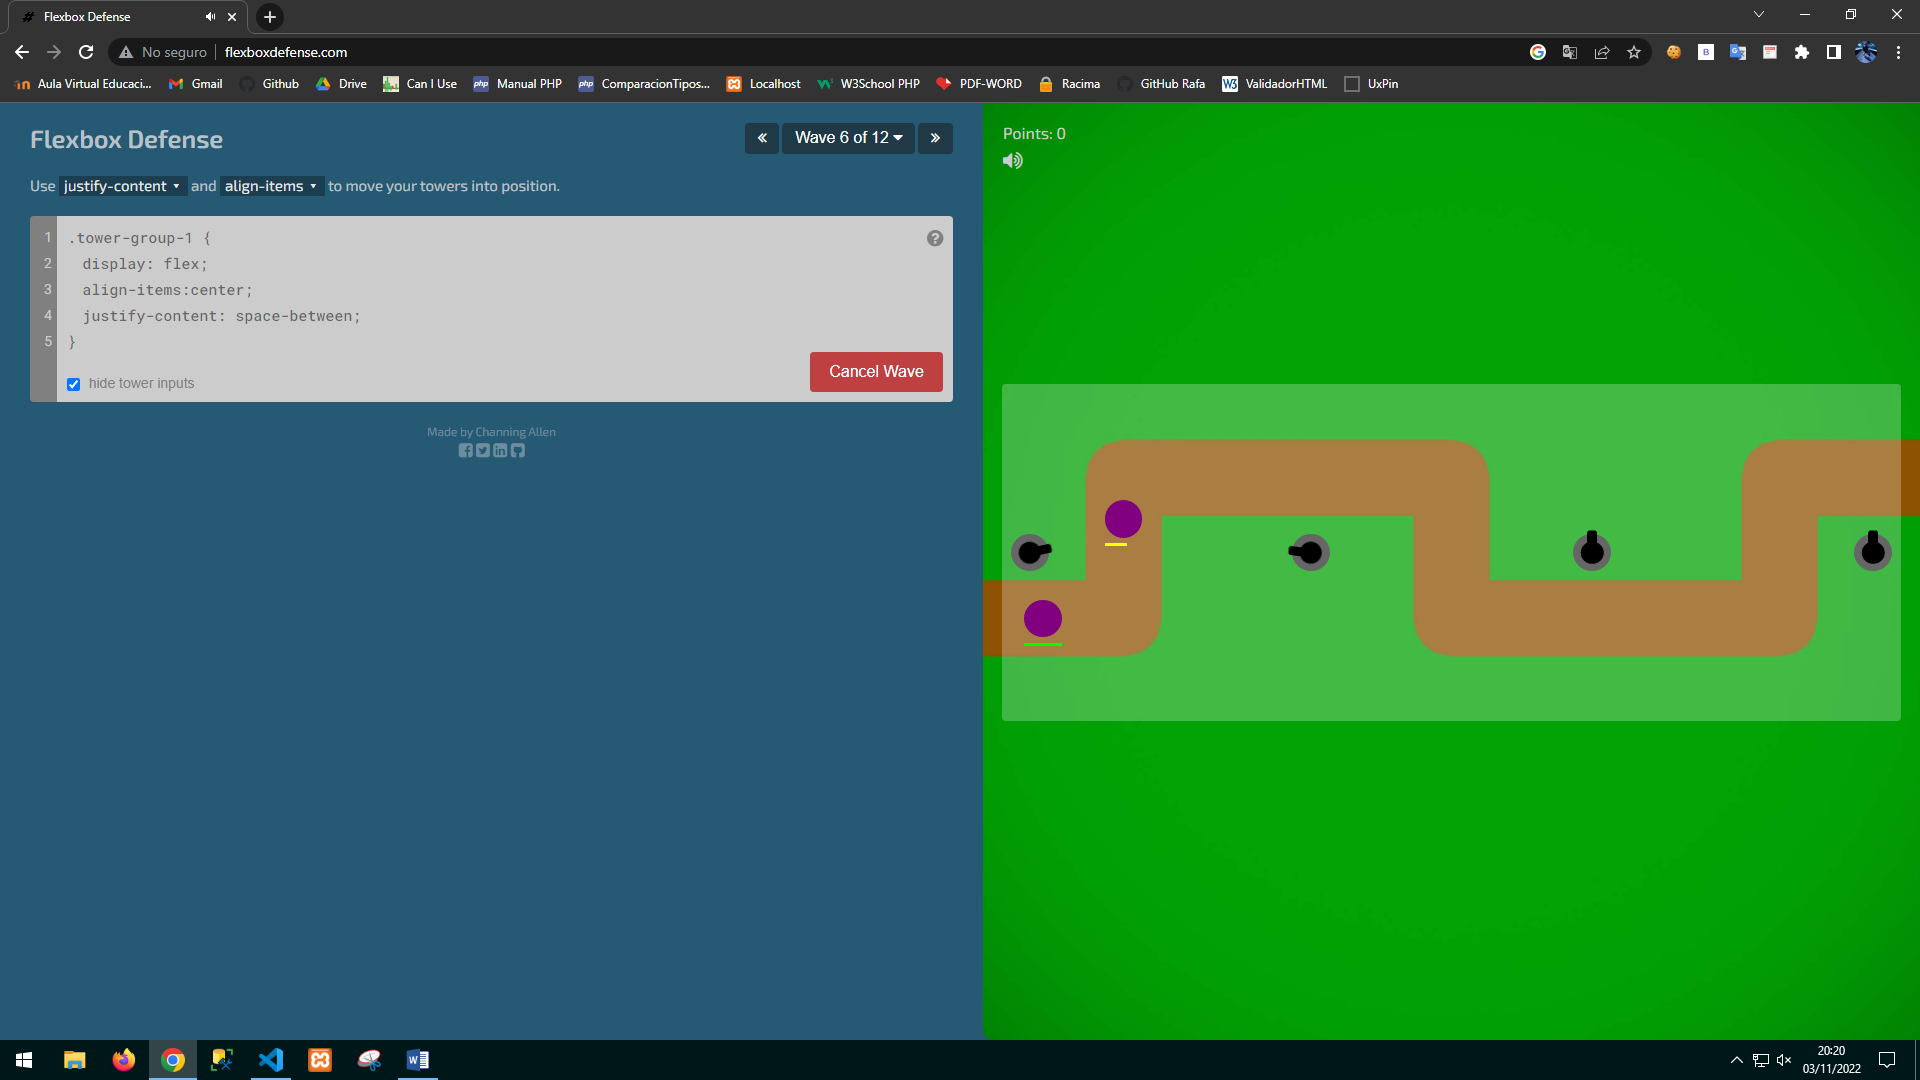 Flexbox Defense
No seguro
flexboxdefense.com
Aula Virtual Educaci...
Gmail
Github
Drive
Can I Use
php
Manual PHP
php
ComparacionTipos...
Localhost
W3School PHP
PDF-WORD
Racima
GitHub Rafa
ValidadorHTML
UxPin
Flexbox Defense
Wave 6 of 12
Points: 0
Use justify-content and align-items to move your towers into position.
1 .tower-group-1 {
2 display: flex;
3 align-items:center;
4 justify-content: space-between;
5 }
Cancel Wave
hide tower inputs
Made by Channing Allen
20:20
03/11/2022